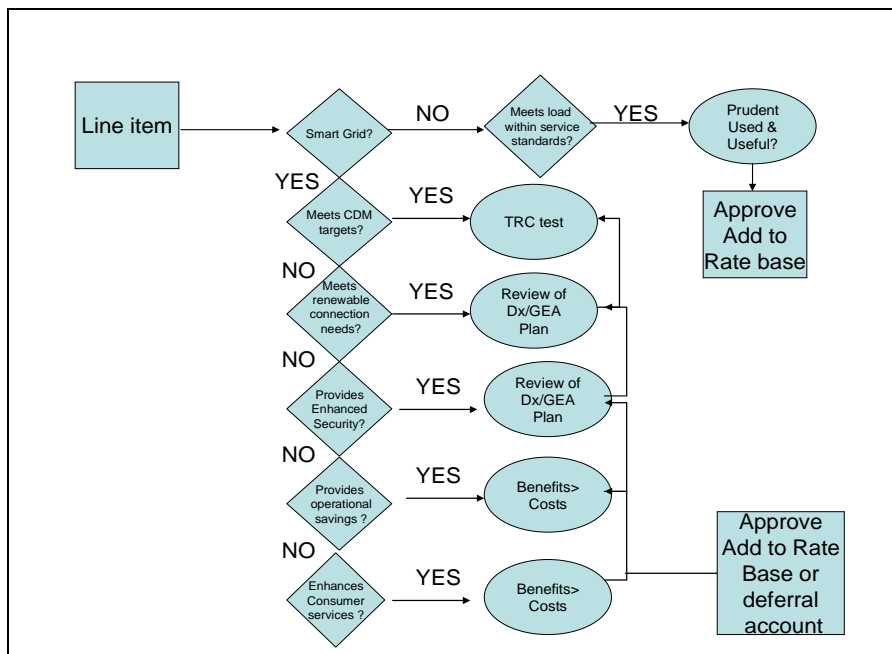 Line item
Smart Grid?
NO
Meets load
within service
standards?
YES
Prudent
Used &
Useful?
Approve
Add to
Rate base
YES
Meets CDM
targets?
YES
TRC test
NO
Meets
renewable
connection
needs?
YES
Review of
Dx/GEA
Plan
NO
Provides
Enhanced
Security?
YES
Review of
Dx/GEA
Plan
NO
Provides
operational
savings ?
YES
Benefits>
Costs
NO
Enhances
Consumer
services ?
YES
Benefits>
Costs
Approve
Add to Rate
Base or
deferral
account